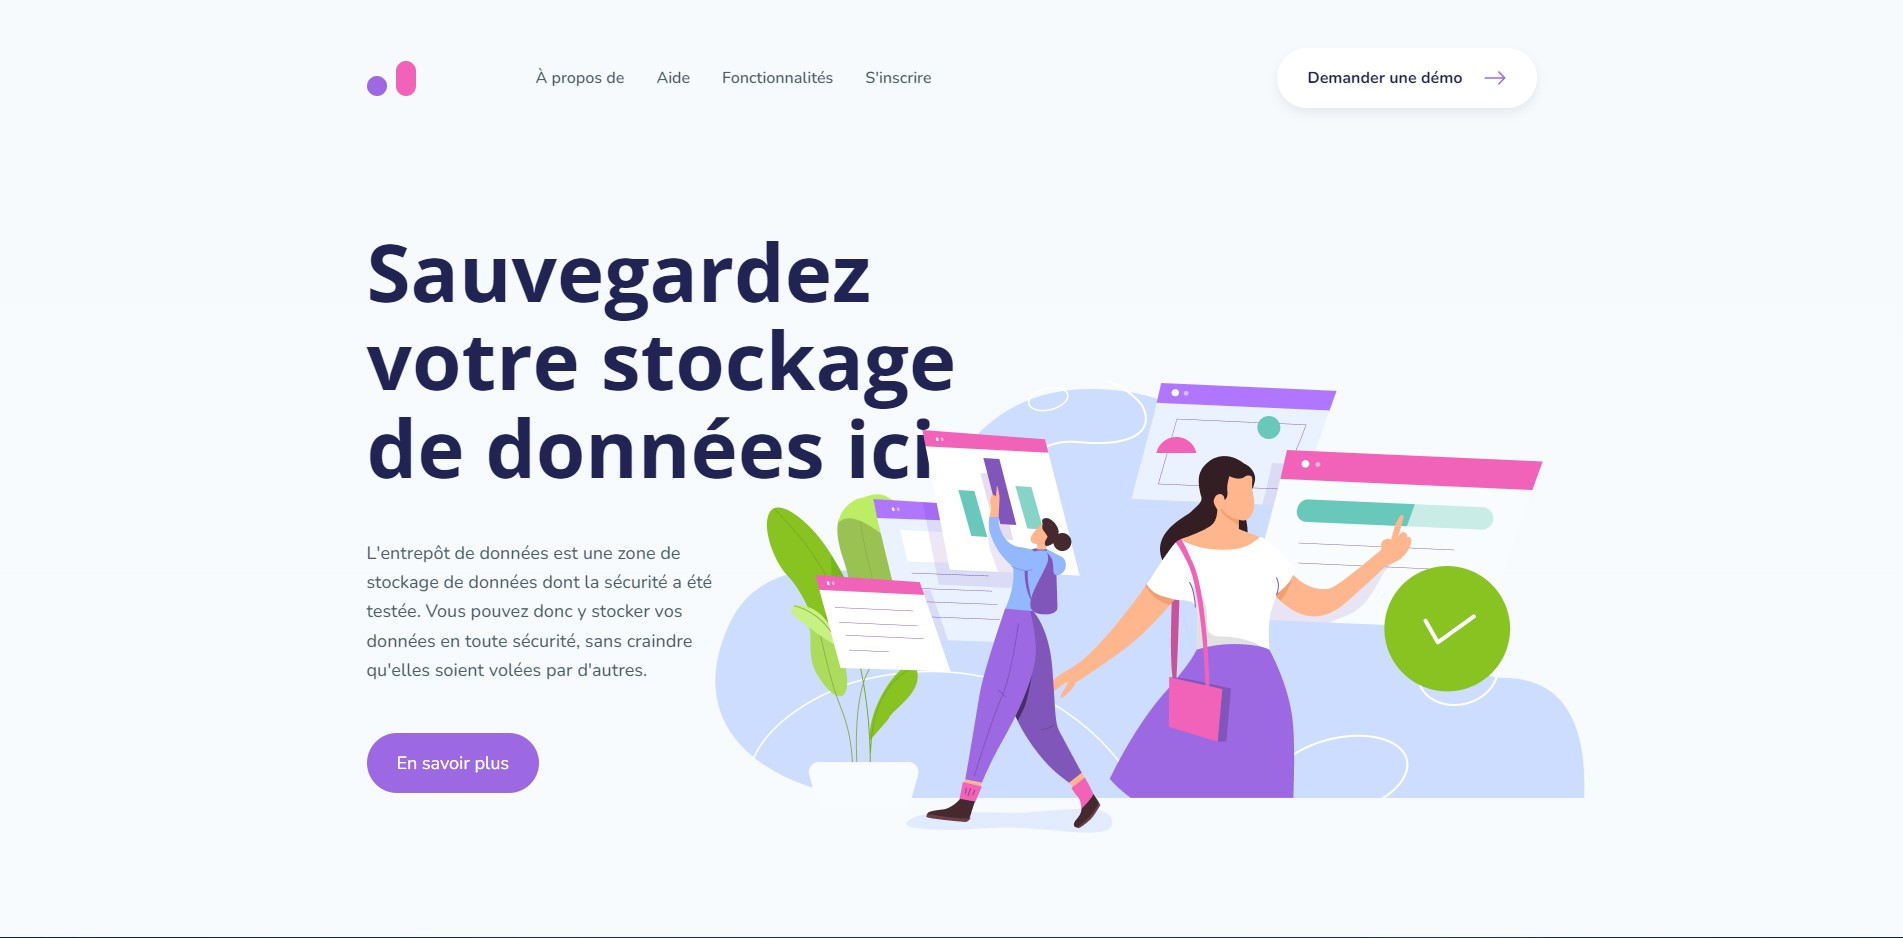 À propos de
Aide
Fonctionnalités
S'inscrire
Demander une démo
Sauvegardez
votre stockage
de données ici
L'entrepôt de données est une zone de
stockage de données dont la sécurité a été
testée. Vous pouvez donc y stocker vos
données en toute sécurité, sans craindre
qu'elles soient volées par d'autres.
En savoir plus